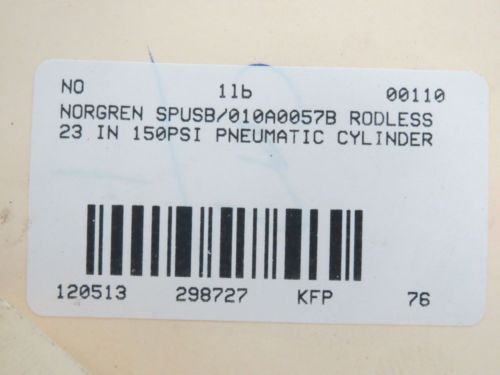 NO 1lb 00110
NORGREN SPUSB/010A0057B RODLESS
23 IN 150PSI PNEUMATIC CYLINDER
120513 298727 KFP 76